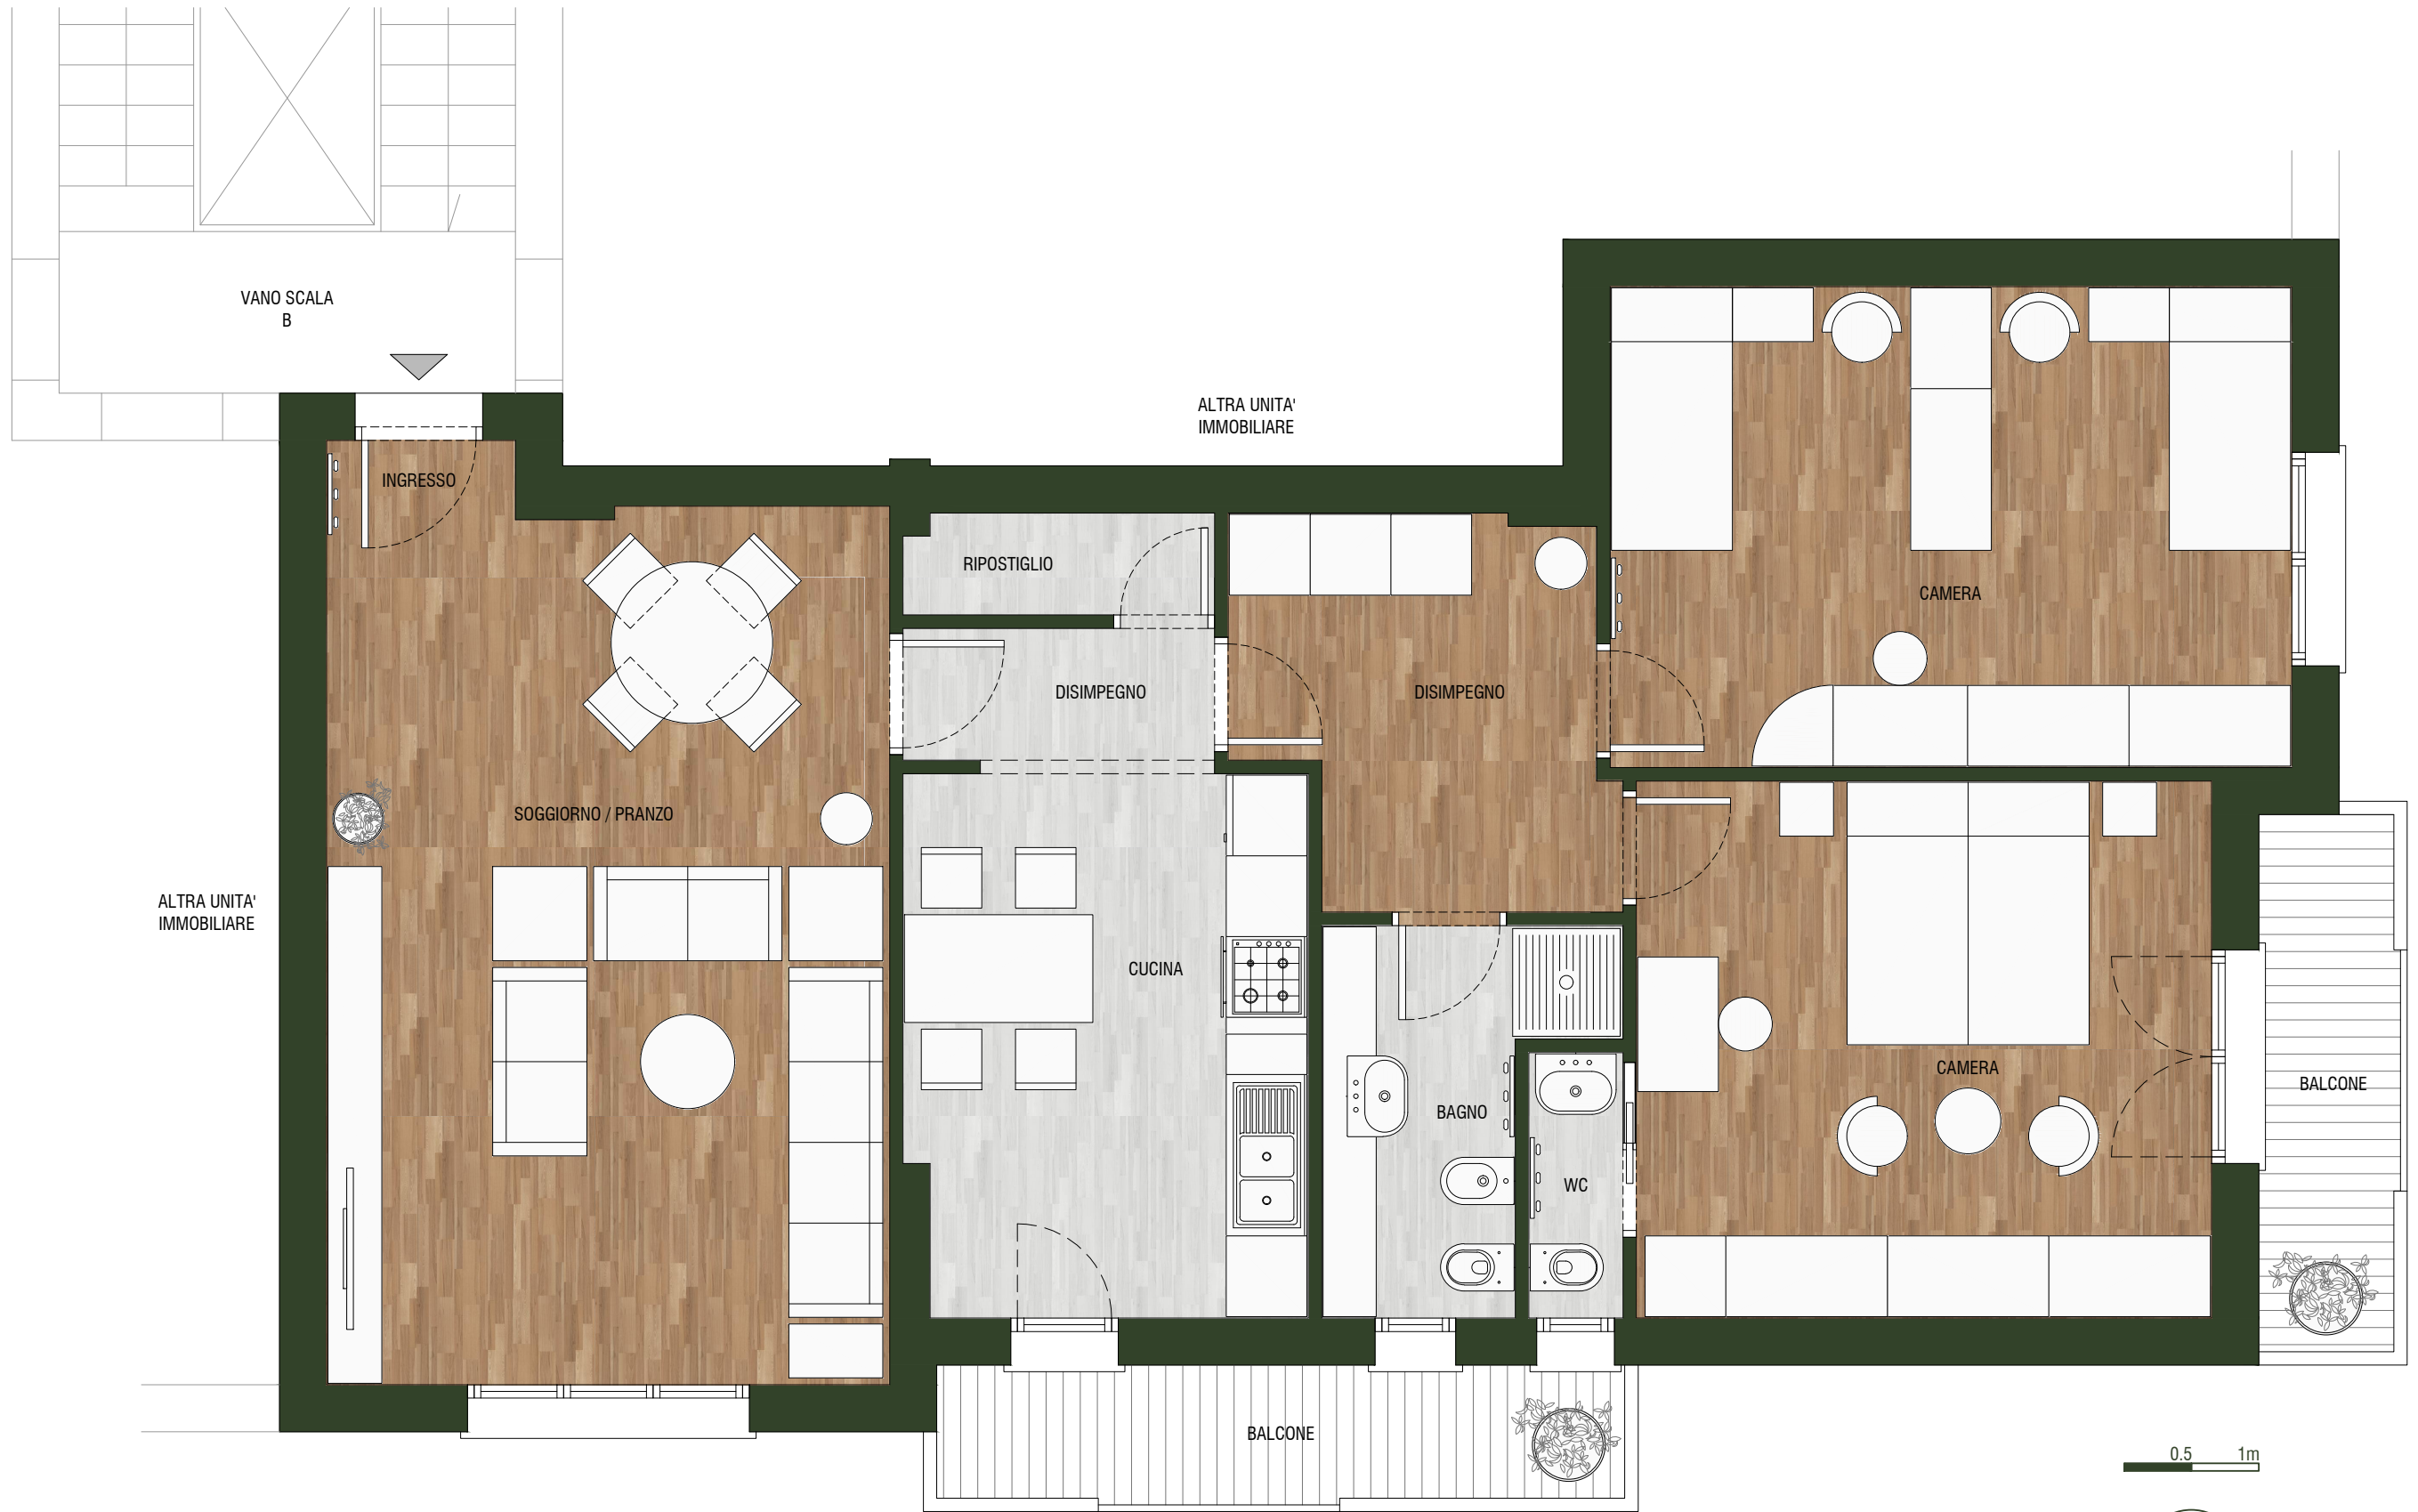 VANO SCALA
B
ALTRA UNITA'
IMMOBILIARE
INGRESSO
RIPOSTIGLIO
CAMERA
DISIMPEGNO
DISIMPEGNO
SOGGIORNO / PRANZO
ALTRA UNITA'
IMMOBILIARE
CUCINA
CAMERA
BALCONE
BAGNO
WC
BALCONE
0.5 1m